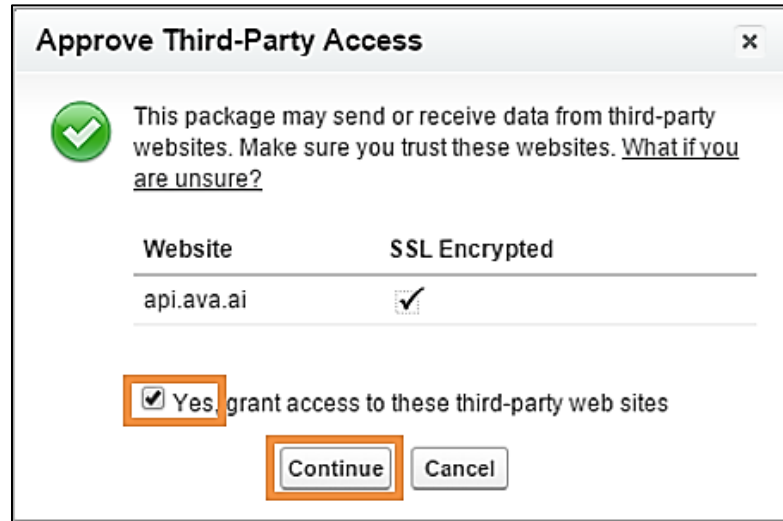 Approve Third-Party Access
This package may send or receive data from third-party
websites. Make sure you trust these websites. What if you
are unsure?
Website SSL Encrypted
api.ava.ai
Yes, grant access to these third-party web sites
Continue Cancel